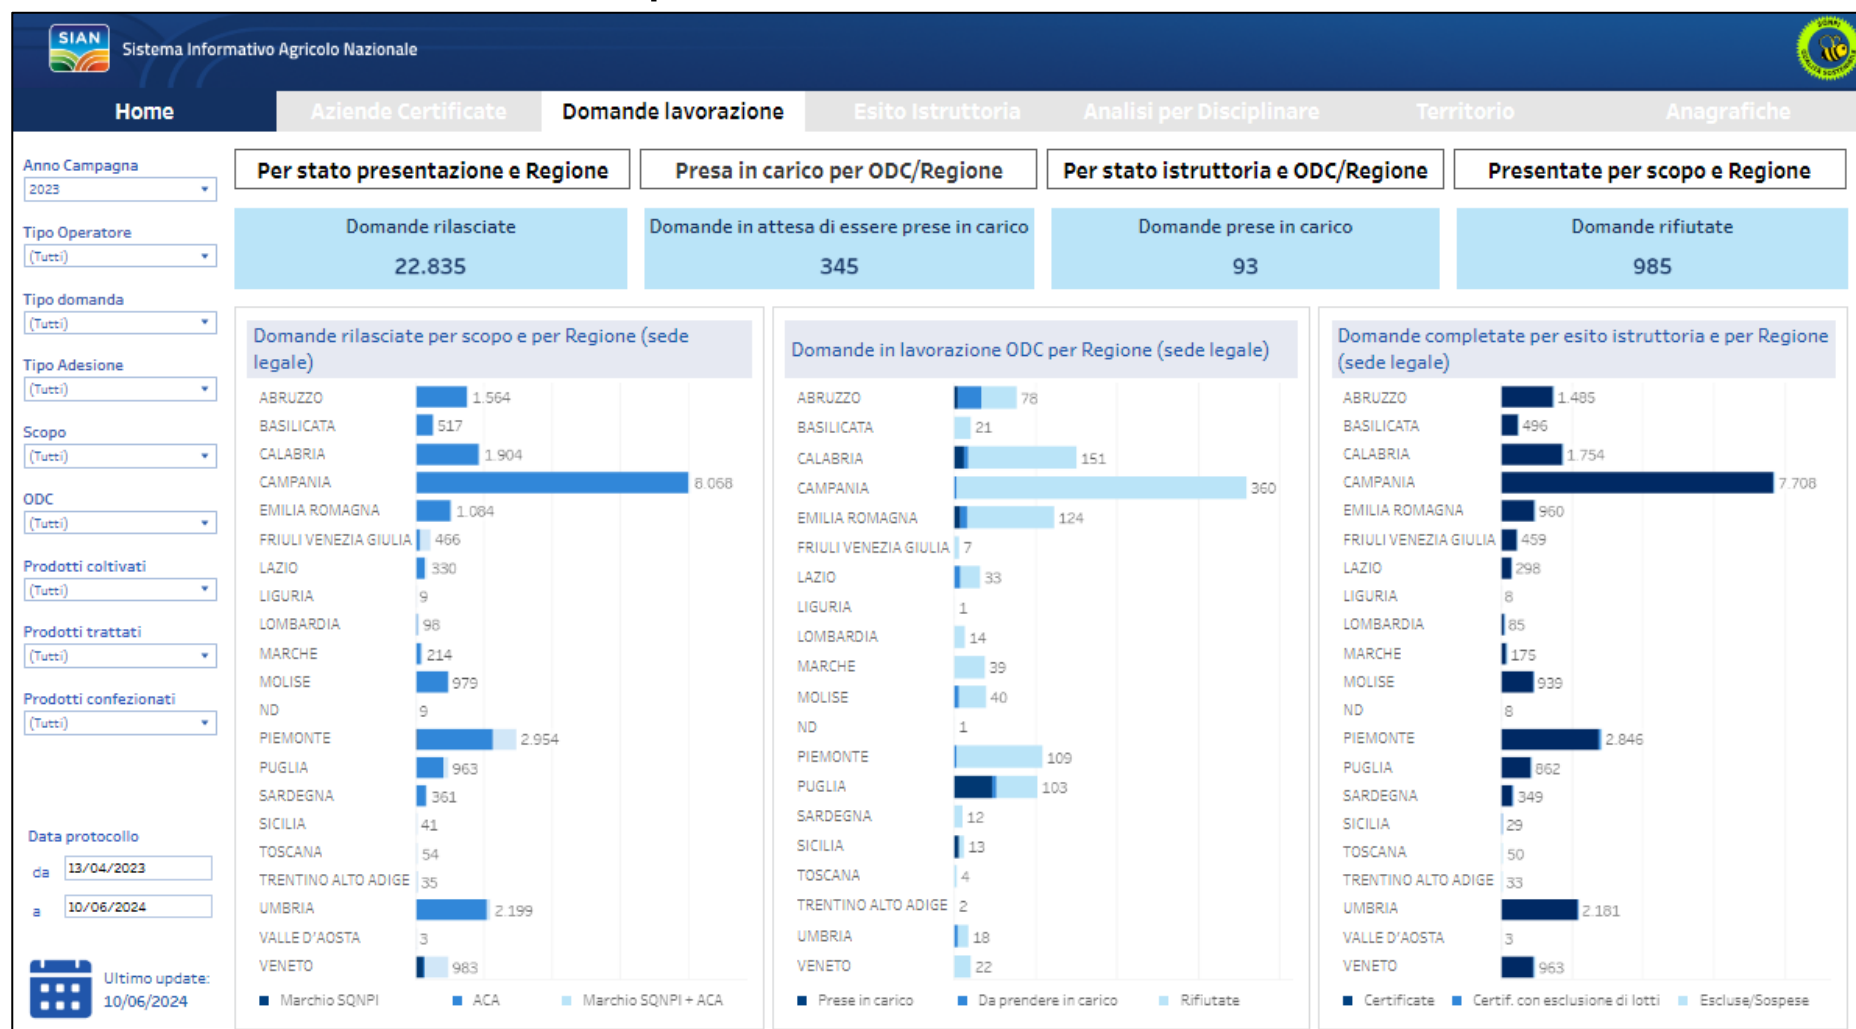 SIAN
Sistema Informativo Agricolo Nazionale
SQNPI
QUALITÀ SOSTENIBILE
Home
Aziende Certificate
Domande lavorazione
Esito Istruttoria
Analisi per Disciplinare
Territorio
Anagrafiche
Anno Campagna
2023
Tipo Operatore
(Tutti)
Tipo domanda
(Tutti)
Tipo Adesione
(Tutti)
Scopo
(Tutti)
ODC
(Tutti)
Prodotti coltivati
(Tutti)
Prodotti trattati
(Tutti)
Prodotti confezionati
(Tutti)
Data protocollo
da 13/04/2023
a 10/06/2024
Ultimo update:
10/06/2024
Per stato presentazione e Regione
Presa in carico per ODC/Regione
Per stato istruttoria e ODC/Regione
Presentate per scopo e Regione
Domande rilasciate
22.835
Domande in attesa di essere prese in carico
345
Domande prese in carico
93
Domande rifiutate
985
Domande rilasciate per scopo e per Regione (sede
legale)
ABRUZZO 1.564
BASILICATA 517
CALABRIA 1.904
CAMPANIA 8.068
EMILIA ROMAGNA 1.084
FRIULI VENEZIA GIULIA 466
LAZIO 330
LIGURIA 9
LOMBARDIA 98
MARCHE 214
MOLISE 979
ND 9
PIEMONTE 2.954
PUGLIA 963
SARDEGNA 361
SICILIA 41
TOSCANA 54
TRENTINO ALTO ADIGE 35
UMBRIA 2.199
VALLE D'AOSTA 3
VENETO 983
Marchio SQNPI ACA Marchio SQNPI + ACA
Domande in lavorazione ODC per Regione (sede legale)
ABRUZZO 78
BASILICATA 21
CALABRIA 151
CAMPANIA 360
EMILIA ROMAGNA 124
FRIULI VENEZIA GIULIA 7
LAZIO 33
LIGURIA 1
LOMBARDIA 14
MARCHE 39
MOLISE 40
ND 1
PIEMONTE 109
PUGLIA 103
SARDEGNA 12
SICILIA 13
TOSCANA 4
TRENTINO ALTO ADIGE 2
UMBRIA 18
VENETO 22
Prese in carico Da prendere in carico Rifiutate
Domande completate per esito istruttoria e per Regione
(sede legale)
ABRUZZO 1.485
BASILICATA 496
CALABRIA 1.754
CAMPANIA 7.708
EMILIA ROMAGNA 960
FRIULI VENEZIA GIULIA 459
LAZIO 298
LIGURIA 8
LOMBARDIA 85
MARCHE 175
MOLISE 939
ND 8
PIEMONTE 2.846
PUGLIA 862
SARDEGNA 349
SICILIA 29
TOSCANA 50
TRENTINO ALTO ADIGE 33
UMBRIA 2.181
VALLE D'AOSTA 3
VENETO 963
Certificate Certif. con esclusione di lotti Escluse/Sospese